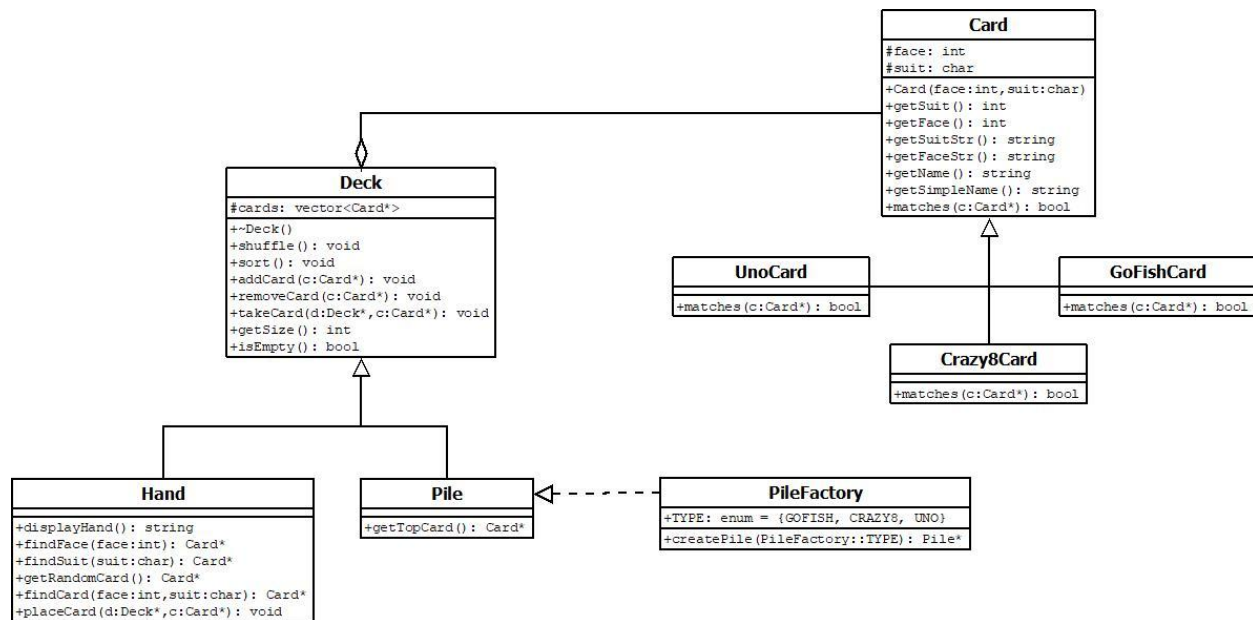 Card
#face: int
#suit: char
+Card(face:int,suit:char)
+getSuit(): int
+getFace(): int
+getSuitStr(): string
+getFaceStr(): string
+getName(): string
+getSimpleName(): string
+matches(c:Card*): bool
Deck
#cards: vector<Card*>
+~Deck()
+shuffle(): void
+sort(): void
+addCard(c:Card*): void
+removeCard(c:Card*): void
+takeCard(d:Deck*,c:Card*): void
+getSize(): int
+isEmpty(): bool
UnoCard
+matches(c:Card*): bool
GoFishCard
+matches(c:Card*): bool
Crazy8Card
+matches(c:Card*): bool
Hand
+displayHand(): string
+findFace(face:int): Card*
+findSuit(suit:char): Card*
+getRandomCard(): Card*
+findCard(face:int,suit:char): Card*
+placeCard(d:Deck*,c:Card*): void
Pile
+getTopCard(): Card*
PileFactory
+TYPE: enum = {GOFISH, CRAZY8, UNO}
+createPile(PileFactory::TYPE): Pile*